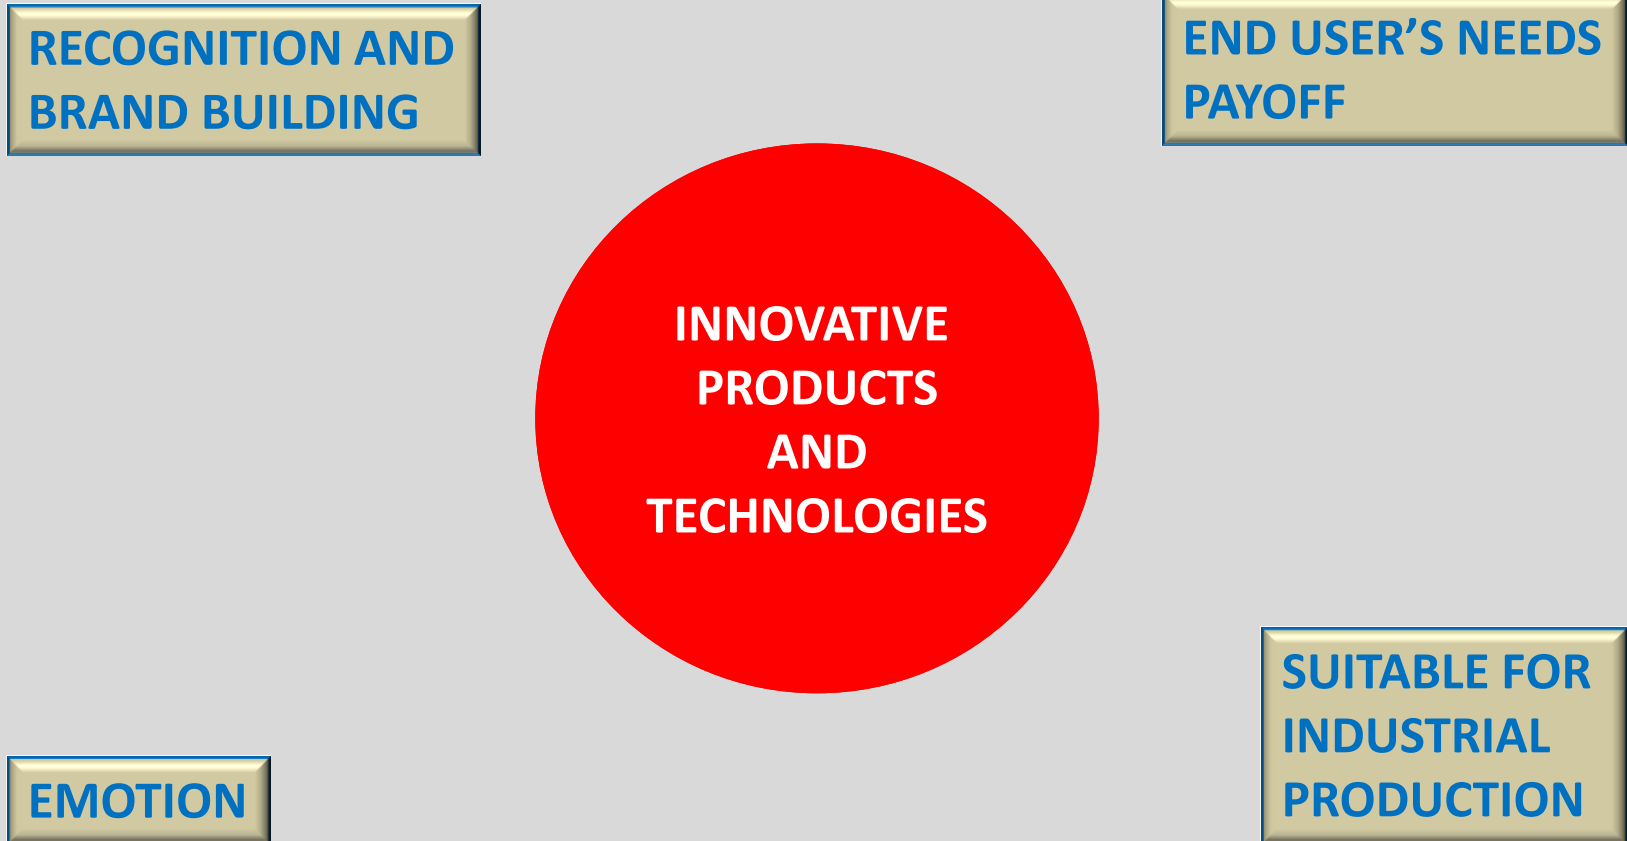 RECOGNITION AND
BRAND BUILDING
END USER’S NEEDS
PAYOFF
INNOVATIVE
PRODUCTS
AND
TECHNOLOGIES
EMOTION
SUITABLE FOR
INDUSTRIAL
PRODUCTION